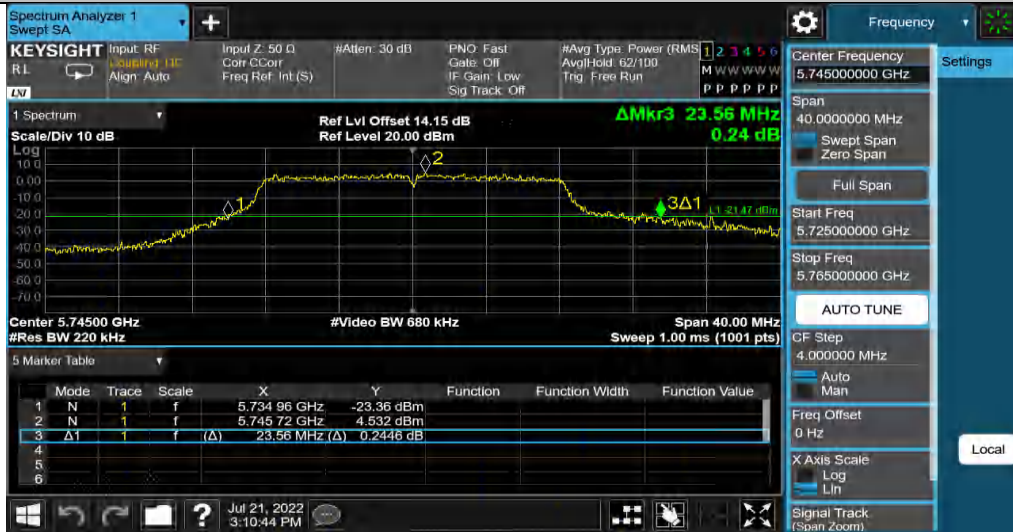 Spectrum Analyzer 1
Swept SA
Frequency
KEYSIGHT
RL
LXI
Input: RF
Coupling: DC
Align: Auto
Input Z: 50 Ω
Corr CCorr
Freq Ref: Int (S)
#Atten: 30 dB
PNO: Fast
Gate: Off
IF Gain: Low
Sig Track: Off
#Avg Type: Power (RMS
Avg|Hold: 62/100
Trig: Free Run
1 2 3 4 5 6
M W W W W W
P P P P P P
1 Spectrum
Scale/Div 10 dB
Ref Lvl Offset 14.15 dB
Ref Level 20.00 dBm
ΔMkr3 23.56 MHz
0.24 dB
Log
10.0
0.00
-10.0
-20.0
-30.0
-40.0
-50.0
-60.0
-70.0
1
2
3Δ1
L1 -21.47 dBm
Center 5.74500 GHz
#Res BW 220 kHz
#Video BW 680 kHz
Span 40.00 MHz
Sweep 1.00 ms (1001 pts)
5 Marker Table
Mode Trace Scale X Y Function Function Width Function Value
1 N 1 f 5.734 96 GHz -23.36 dBm
2 N 1 f 5.745 72 GHz 4.532 dBm
3 Δ1 1 f (Δ) 23.56 MHz (Δ) 0.2446 dB
4
5
6
Jul 21, 2022
3:10:44 PM
Center Frequency
5.745000000 GHz
Span
40.0000000 MHz
Swept Span
Zero Span
Full Span
Start Freq
5.725000000 GHz
Stop Freq
5.765000000 GHz
AUTO TUNE
CF Step
4.000000 MHz
Auto
Man
Freq Offset
0 Hz
X Axis Scale
Log
Lin
Signal Track
(Span Zoom)
Settings
Local